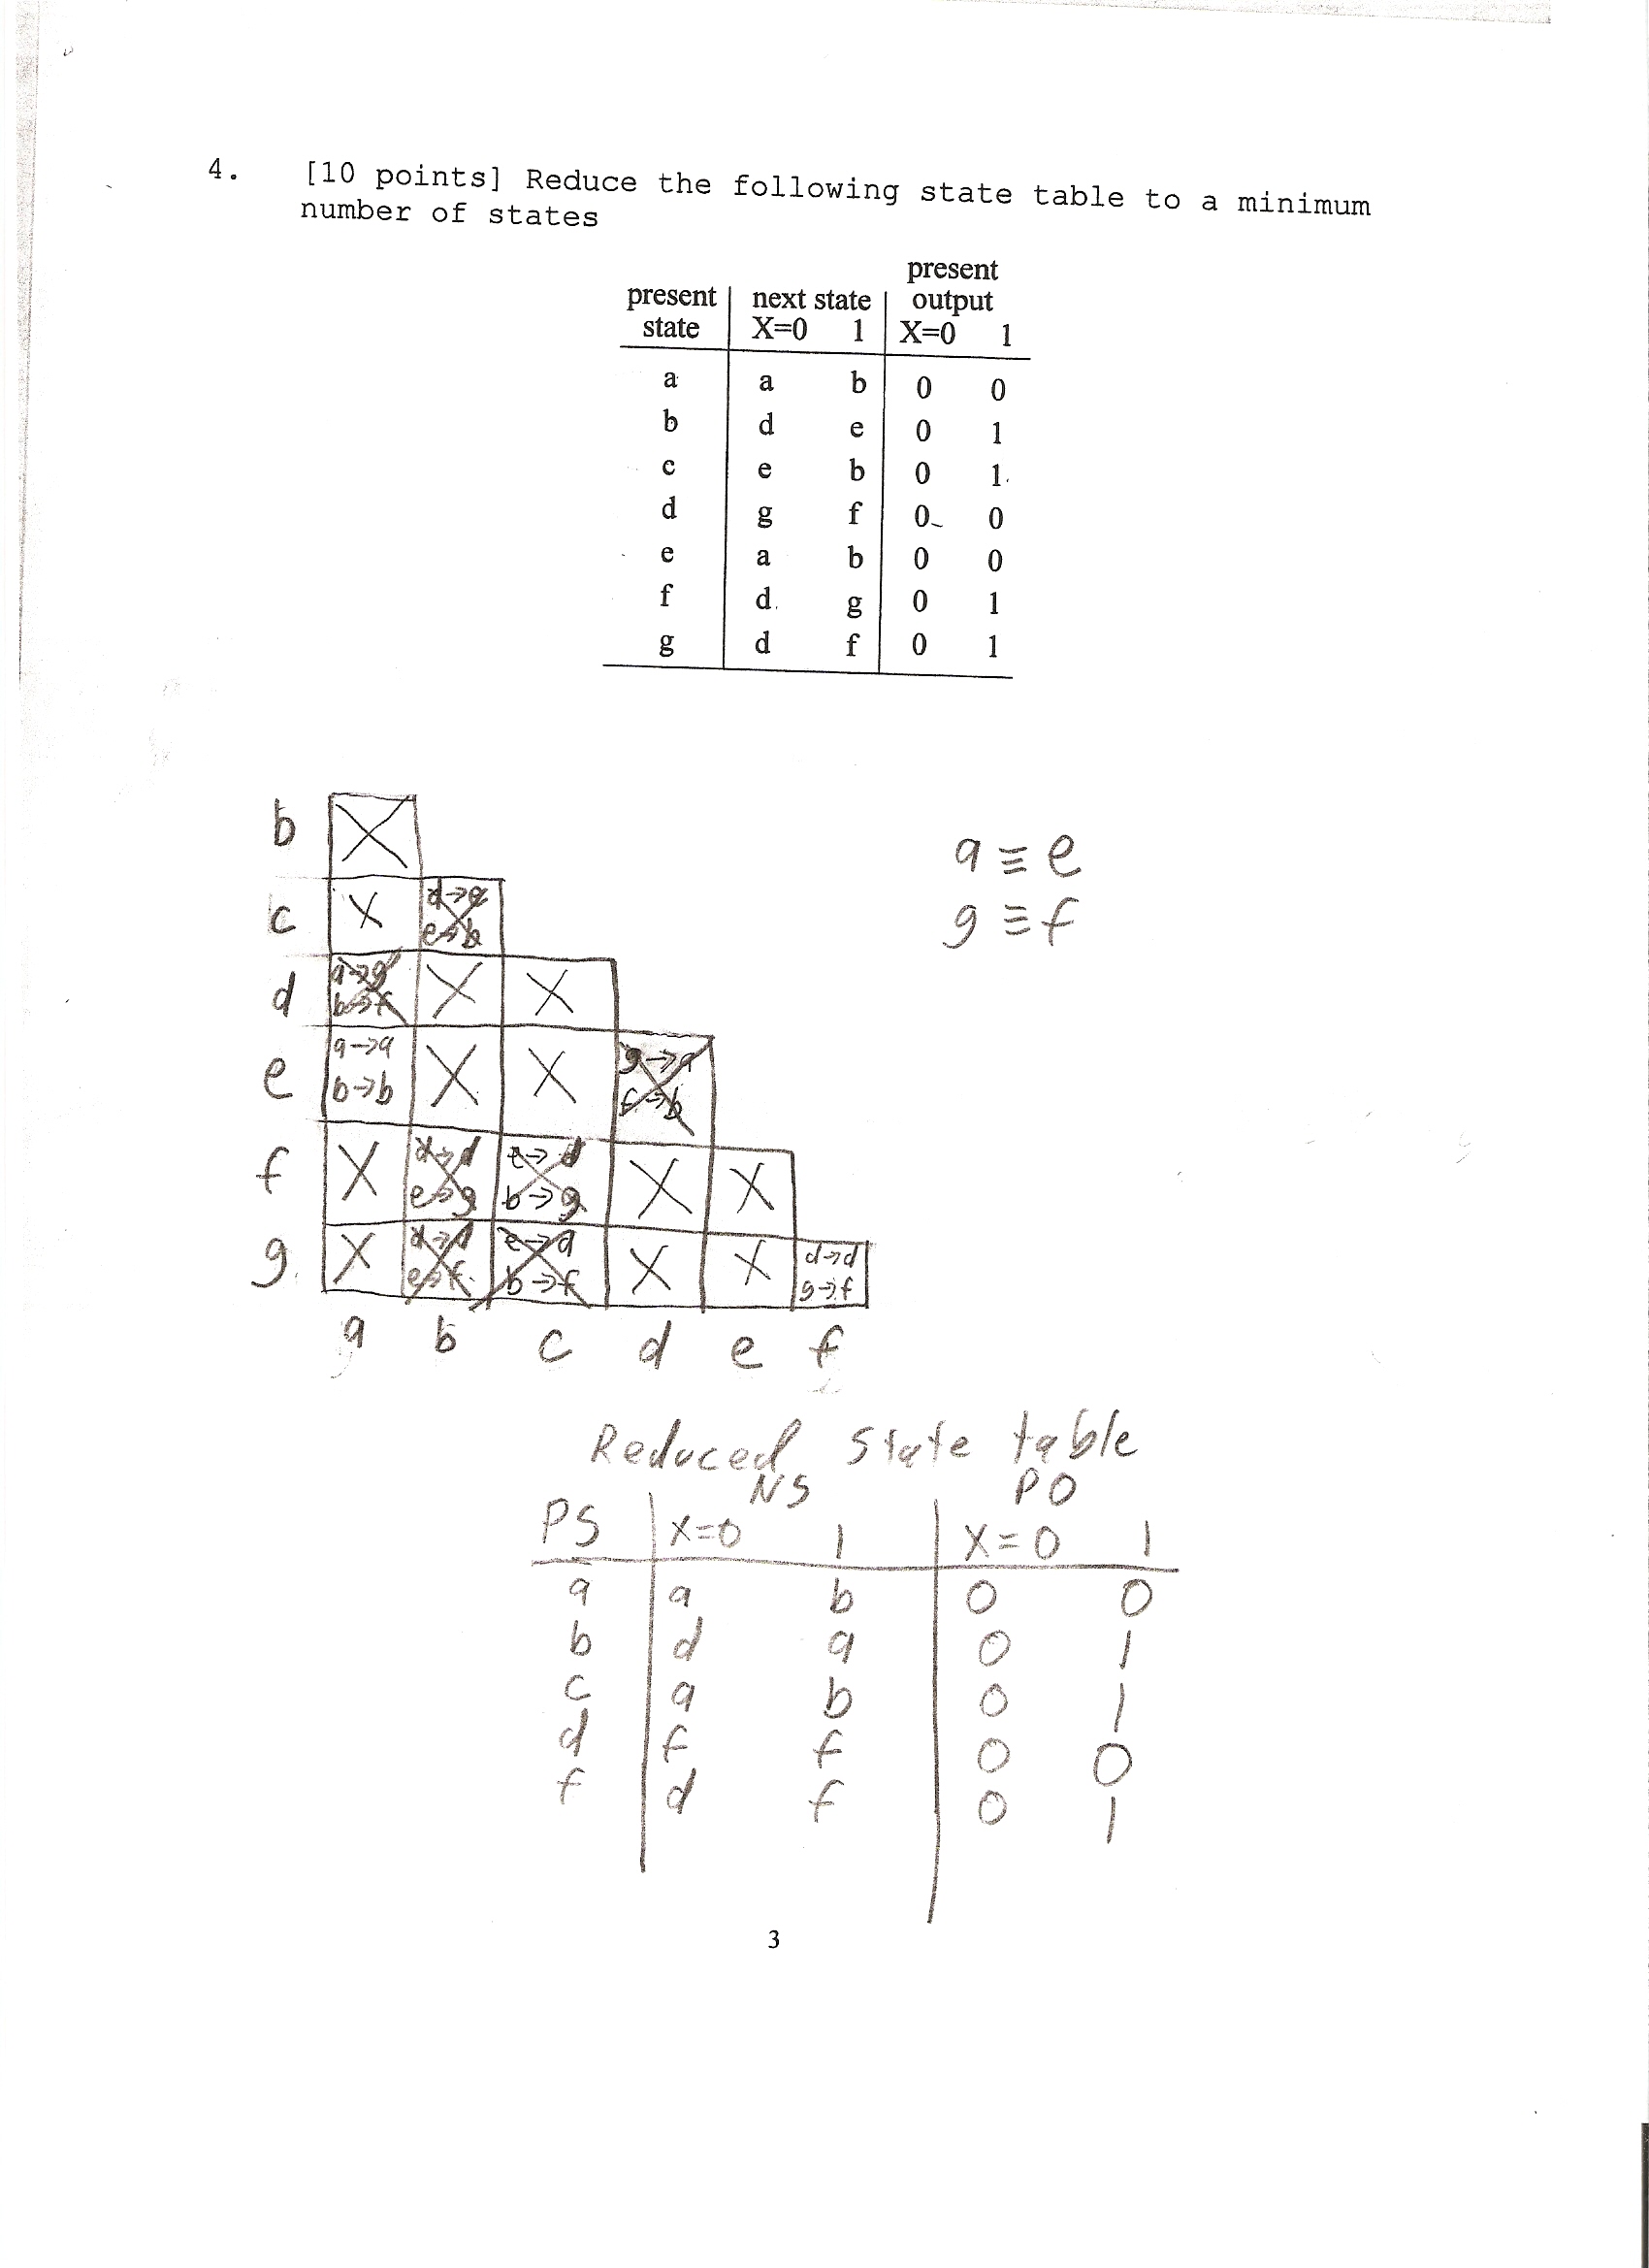 4. [10 points] Reduce the following state table to a minimum
number of states
present
present next state output
state X=0 1 X=0 1
a a b 0 0
b d e 0 1
c e b 0 1
d g f 0 0
e a b 0 0
f d g 0 1
g d f 0 1
b X
c X d→e
e→b
d a→g X X
b→f
e a→a X X g→a
b→b f→b
f X d→d e→d X X
e→g b→g
g X d→d e→d X X d→d
e→f b→f g→f
a b c d e f
a ≡ e
g ≡ f
Reduced State table
NS PO
PS X=0 1 X=0 1
a a b 0 0
b d a 0 1
c a b 0 1
d f f 0 0
f d f 0 1
3